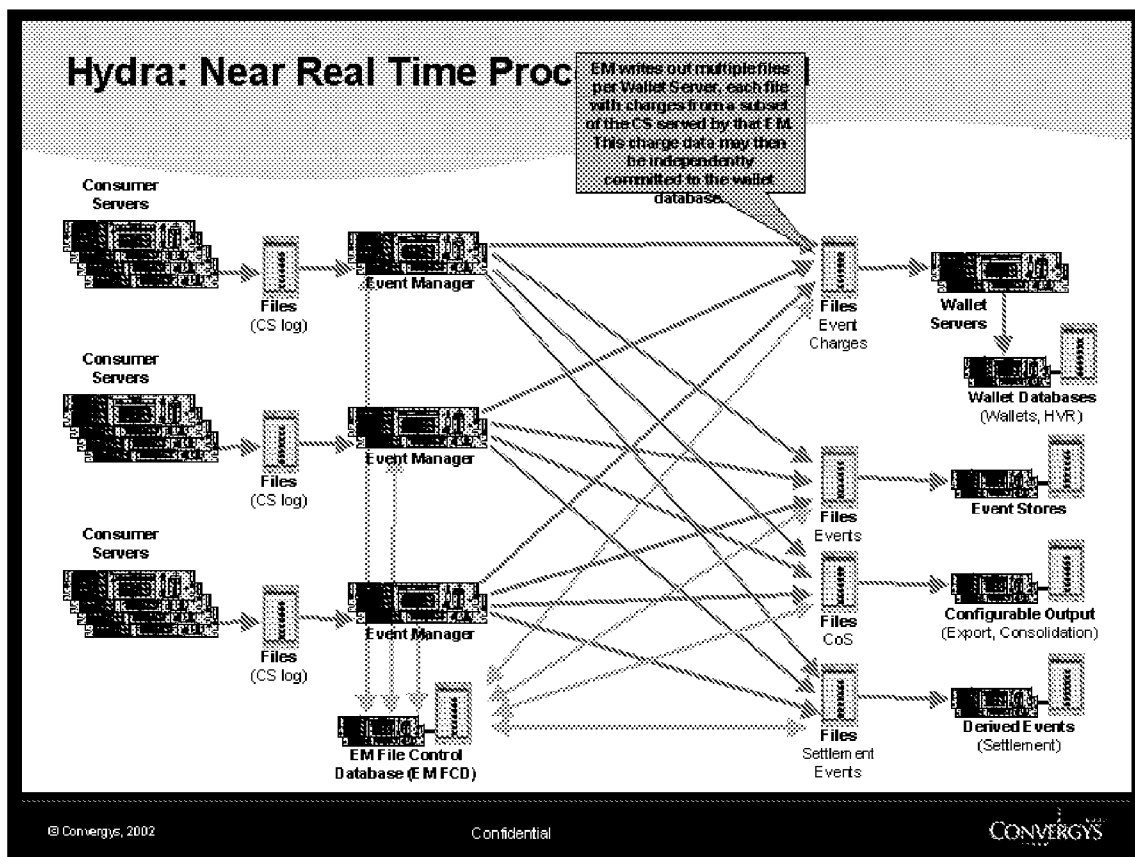 Hydra: Near Real Time Proc
EM writes out multiple files
per Wallet Server, each file
with charges from a subset
of the CS served by that EM.
This charge data may then
be independently
committed to the wallet
database.
Consumer
Servers
Files
(CS log)
Event Manager
Files
Event
Charges
Wallet
Servers
Wallet Databases
(Wallets, HVR)
Consumer
Servers
Files
(CS log)
Event Manager
Files
Events
Event Stores
Consumer
Servers
Files
(CS log)
Event Manager
Files
CoS
Configurable Output
(Export, Consolidation)
EM File Control
Database (EM FCD)
Files
Settlement
Events
Derived Events
(Settlement)
© Convergys, 2002
Confidential
CONVERGYS